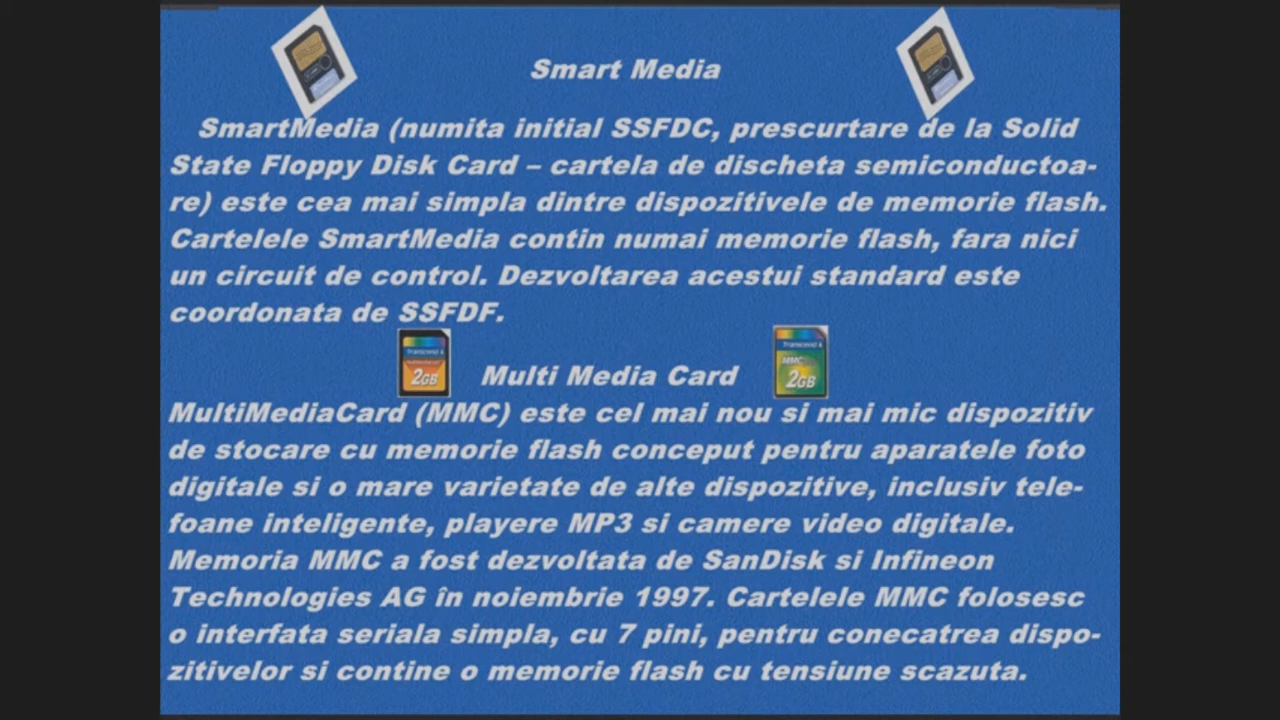 Smart Media
SmartMedia (numita initial SSFDC, prescurtare de la Solid
State Floppy Disk Card – cartela de discheta semiconductoa-
re) este cea mai simpla dintre dispozitivele de memorie flash.
Cartelele SmartMedia contin numai memorie flash, fara nici
un circuit de control. Dezvoltarea acestui standard este
coordonata de SSFDF.
Transcend
2GB
Multi Media Card
Transcend
MMC
2GB
MultiMediaCard (MMC) este cel mai nou si mai mic dispozitiv
de stocare cu memorie flash conceput pentru aparatele foto
digitale si o mare varietate de alte dispozitive, inclusiv tele-
foane inteligente, playere MP3 si camere video digitale.
Memoria MMC a fost dezvoltata de SanDisk si Infineon
Technologies AG în noiembrie 1997. Cartelele MMC folosesc
o interfata seriala simpla, cu 7 pini, pentru conecatrea dispo-
zitivelor si contine o memorie flash cu tensiune scazuta.